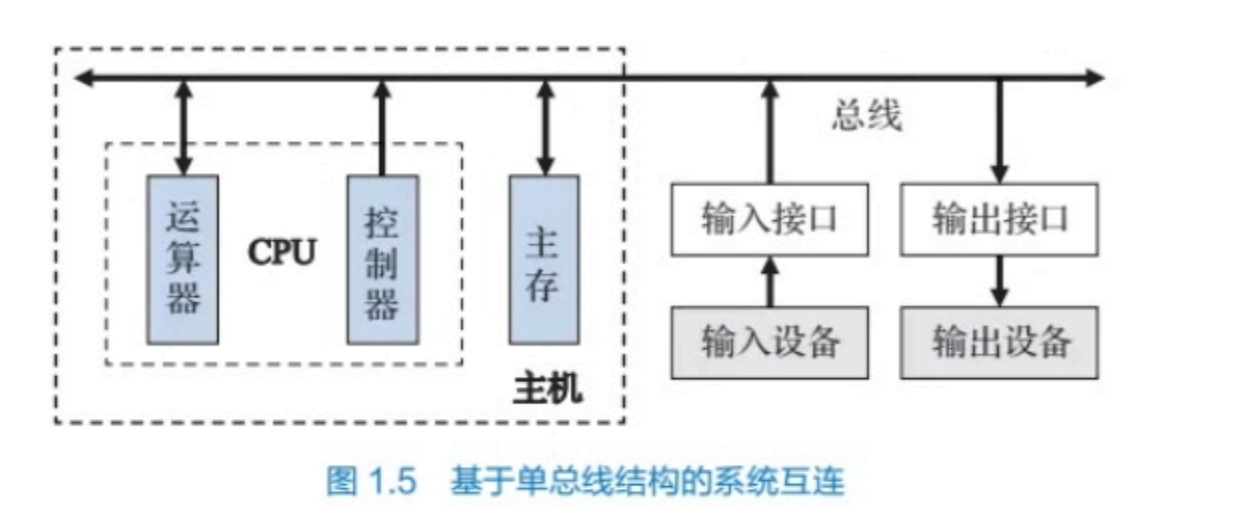 总线
运算器
CPU
控制器
主存
输入接口
输出接口
输入设备
输出设备
主机
图 1.5 基于单总线结构的系统互连